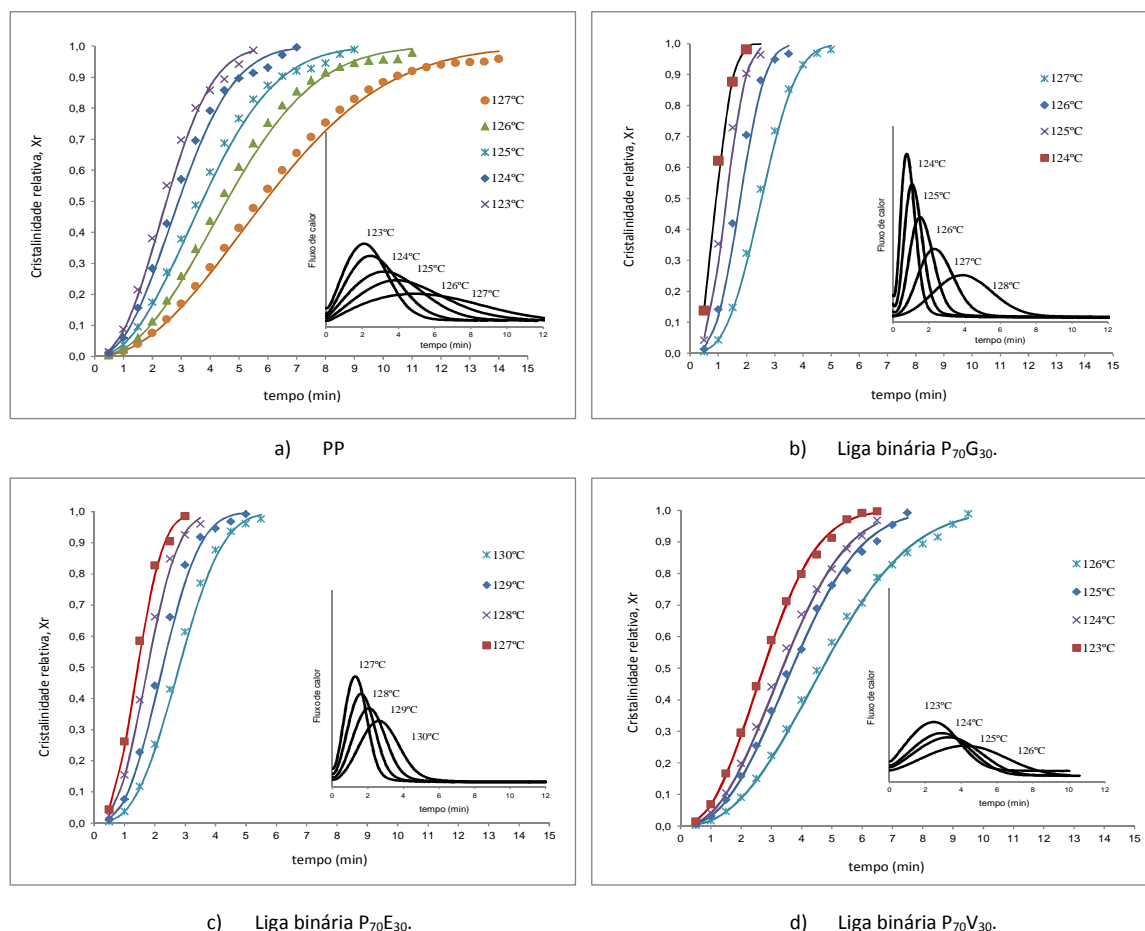 Cristalinidade relativa, Xr
1,0
0,9
0,8
0,7
0,6
0,5
0,4
0,3
0,2
0,1
0,0
0 1 2 3 4 5 6 7 8 9 10 11 12 13 14 15
tempo (min)
127ºC
126ºC
125ºC
124ºC
123ºC
Fluxo de calor
123ºC
124ºC
125ºC
126ºC
127ºC
0 2 4 6 8 10 12
tempo (min)
a) PP
Cristalinidade relativa, Xr
1,0
0,9
0,8
0,7
0,6
0,5
0,4
0,3
0,2
0,1
0,0
0 1 2 3 4 5 6 7 8 9 10 11 12 13 14 15
tempo (min)
127ºC
126ºC
125ºC
124ºC
Fluxo de calor
124ºC
125ºC
126ºC
127ºC
128ºC
0 2 4 6 8 10 12
tempo (min)
b) Liga binária P₇₀G₃₀.
Cristalinidade relativa, Xr
1,0
0,9
0,8
0,7
0,6
0,5
0,4
0,3
0,2
0,1
0,0
0 1 2 3 4 5 6 7 8 9 10 11 12 13 14 15
tempo (min)
130ºC
129ºC
128ºC
127ºC
Fluxo de calor
127ºC
128ºC
129ºC
130ºC
0 2 4 6 8 10 12
tempo (min)
c) Liga binária P₇₀E₃₀.
Cristalinidade relativa, Xr
1,0
0,9
0,8
0,7
0,6
0,5
0,4
0,3
0,2
0,1
0,0
0 1 2 3 4 5 6 7 8 9 10 11 12 13 14 15
tempo (min)
126ºC
125ºC
124ºC
123ºC
Fluxo de calor
123ºC
124ºC
125ºC
126ºC
0 2 4 6 8 10 12
tempo (min)
d) Liga binária P₇₀V₃₀.